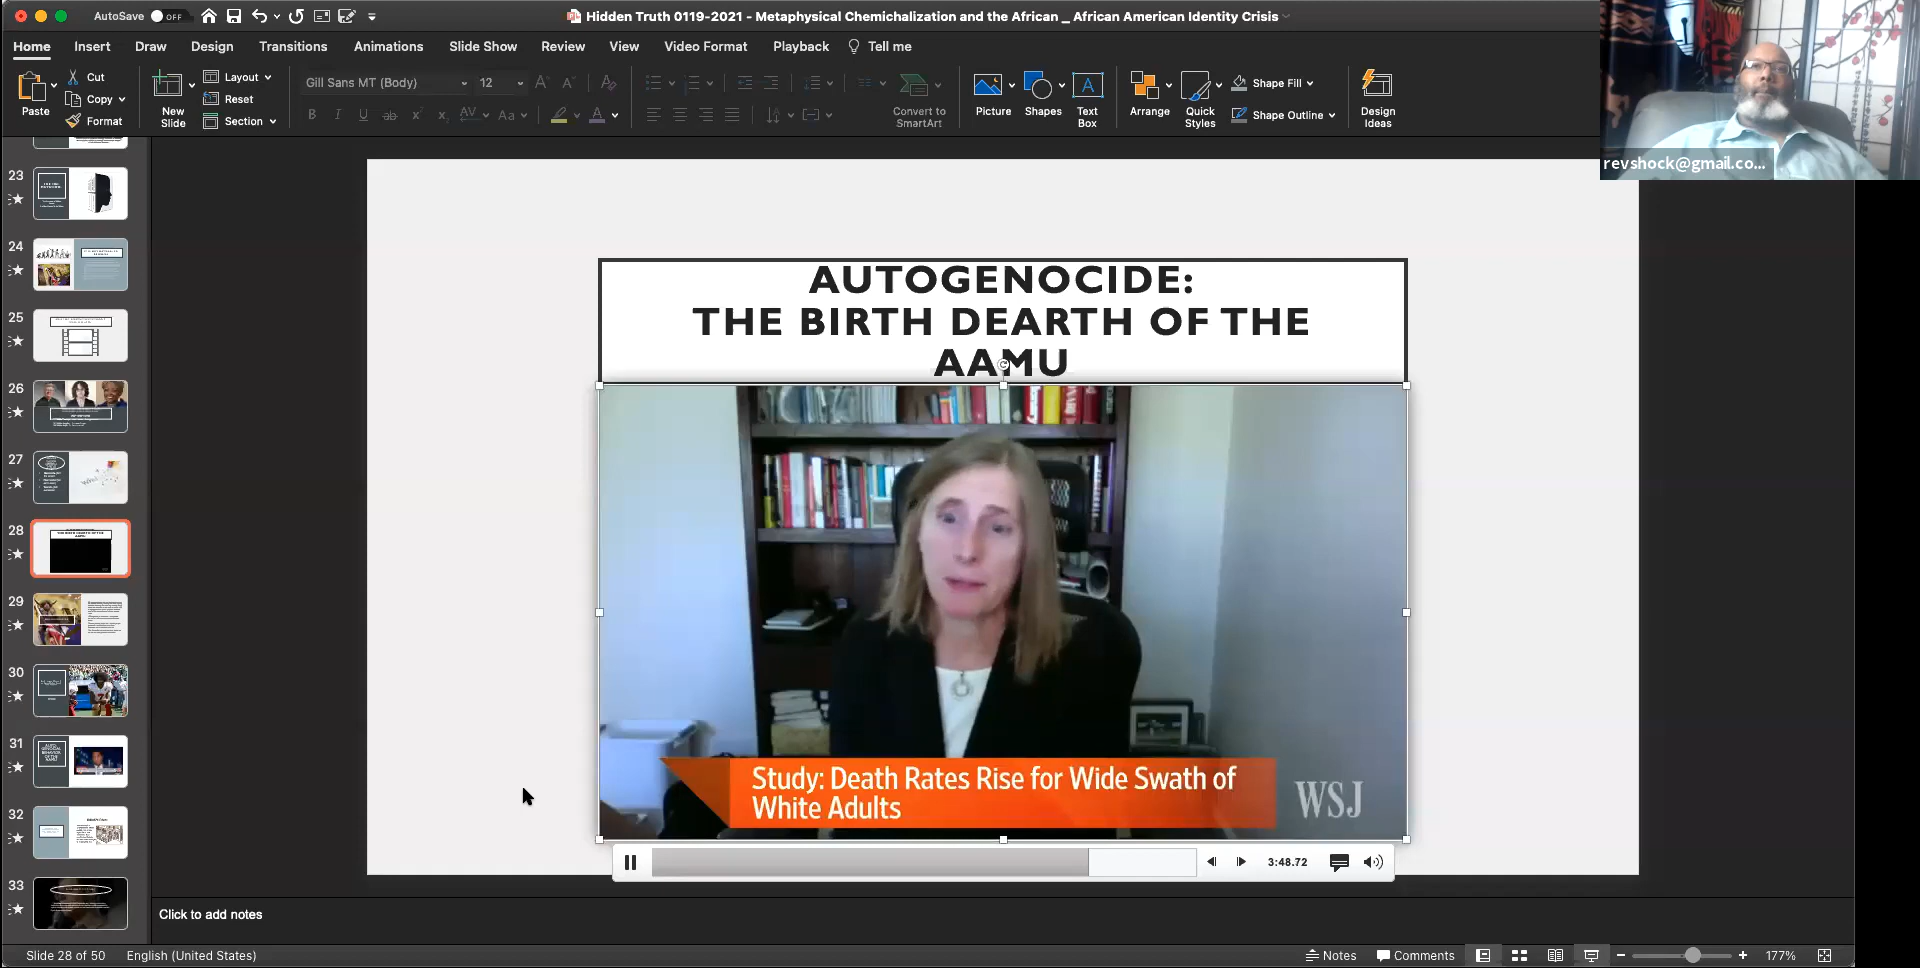 AutoSave OFF
Hidden Truth 0119-2021 - Metaphysical Chemichalization and the African _ African American Identity Crisis
Home Insert Draw Design Transitions Animations Slide Show Review View Video Format Playback Tell me
Paste
Cut
Copy
Format
New Slide
Layout
Reset
Section
Gill Sans MT (Body) 12
Convert to SmartArt
Picture
Shapes
Text Box
Arrange
Quick Styles
Shape Fill
Shape Outline
Design Ideas
revshock@gmail.co...
23
24
25
26
27
28
29
30
31
32
33
AUTOGENOCIDE:
THE BIRTH DEARTH OF THE
AAMU
Study: Death Rates Rise for Wide Swath of
White Adults
WSJ
3:48.72
Click to add notes
Slide 28 of 50 English (United States)
Notes Comments 177%